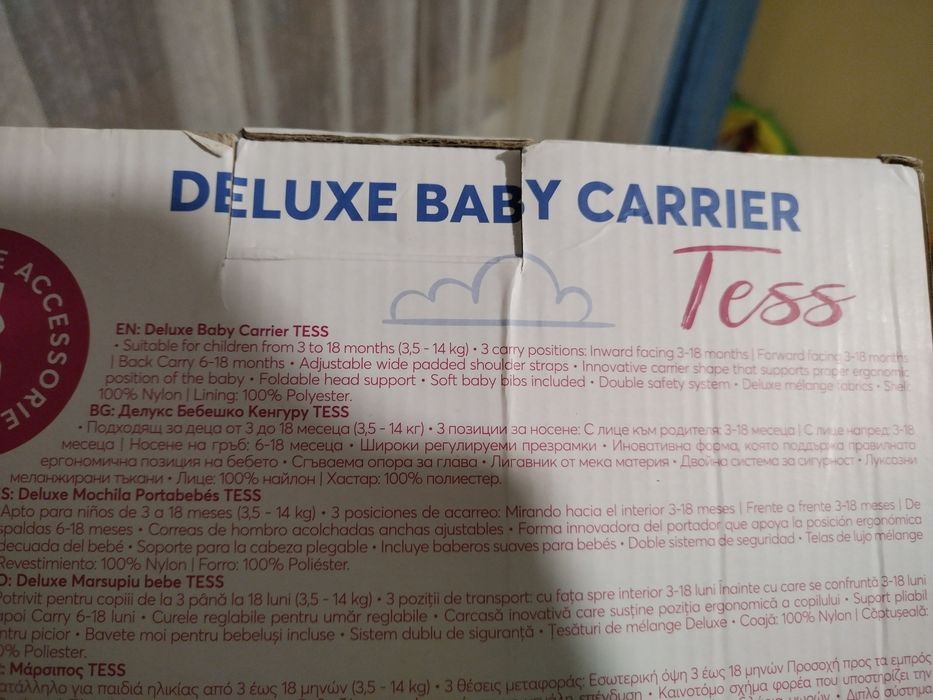 DELUXE BABY CARRIER
Tess
ACCESSORIE
EN: Deluxe Baby Carrier TESS
• Suitable for children from 3 to 18 months (3,5 - 14 kg) • 3 carry positions: Inward facing 3-18 months | Forward facing 3-18 months
| Back Carry 6-18 months • Adjustable wide padded shoulder straps • Innovative carrier shape that supports proper ergonomic
position of the baby • Foldable head support • Soft baby bibs included • Double safety system • Deluxe mélange fabrics • Shell:
100% Nylon | Lining: 100% Polyester.
BG: Делукс Бебешко Кенгуру TESS
• Подходящ за деца от 3 до 18 месеца (3,5 - 14 кг) • 3 позиции за носене: С лице към родителя 3-18 месеца | С лице напред: 3-18
месеца | Носене на гръб: 6-18 месеца • Широки регулируеми презрамки • Иновативна форма, която поддържа правилната
ергономична позиция на бебето • Сгъваема опора за глава • Лигавник от мека материя • Двойна система за сигурност • Луксозни
меланжирани тъкани • Лице: 100% найлон | Хастар: 100% полиестер.
S: Deluxe Mochila Portabebés TESS
Apto para niños de 3 a 18 meses (3,5 - 14 kg) • 3 posiciones de acarreo: Mirando hacia el interior 3-18 meses | Frente a frente 3-18 meses | De
spaldas 6-18 meses • Correas de hombro acolchadas anchas ajustables • Forma innovadora del portador que apoya la posición ergonómica
decuada del bebé • Soporte para la cabeza plegable • Incluye baberos suaves para bebés • Doble sistema de seguridad • Telas de lujo mélange
Revestimiento: 100% Nylon | Forro: 100% Poliéster.
O: Deluxe Marsupiu bebe TESS
Potrivit pentru copiii de la 3 până la 18 luni (3,5 - 14 kg) • 3 poziții de transport: cu fața spre interior 3-18 luni Înainte cu care se confruntă 3-18 luni
apoi Carry 6-18 luni • Curele reglabile pentru umăr reglabile • Carcasă inovativă care susține poziția ergonomică a copilului • Suport pliabil
ntru picior • Bavete moi pentru bebeluși incluse • Sistem dublu de siguranță • Tesături de mélange Deluxe • Coajă: 100% Nylon | Căptușeală:
0% Poliester.
: Μάρσιπος TESS
ατάλληλο για παιδιά ηλικίας από 3 έως 18 μηνών (3,5 - 14 kg) • 3 θέσεις μεταφοράς: Εσωτερική όψη 3 έως 18 μηνών Προσοχή προς τα εμπρός
επένδυση • Καινοτόμο σχήμα φορέα που υποστηρίζει την